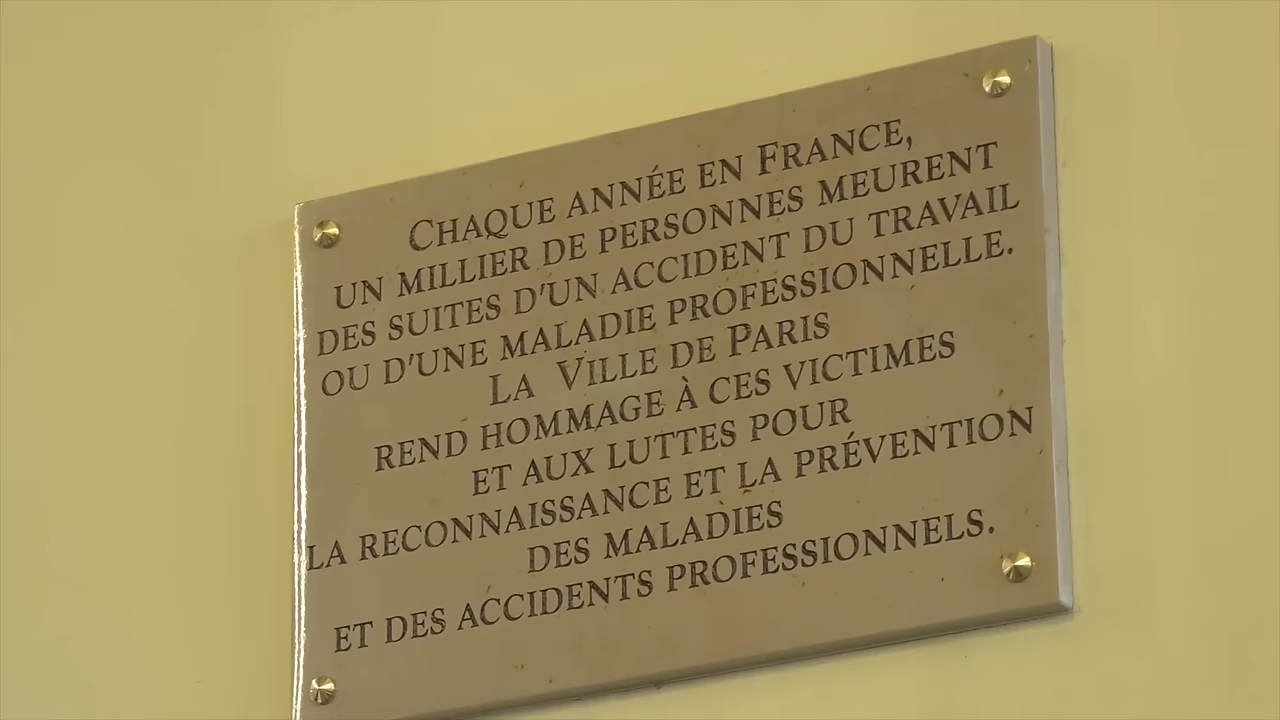 CHAQUE ANNÉE EN FRANCE,
UN MILLIER DE PERSONNES MEURENT
DES SUITES D'UN ACCIDENT DU TRAVAIL
OU D'UNE MALADIE PROFESSIONNELLE.
LA VILLE DE PARIS
REND HOMMAGE À CES VICTIMES
ET AUX LUTTES POUR
LA RECONNAISSANCE ET LA PRÉVENTION
DES MALADIES
ET DES ACCIDENTS PROFESSIONNELS.